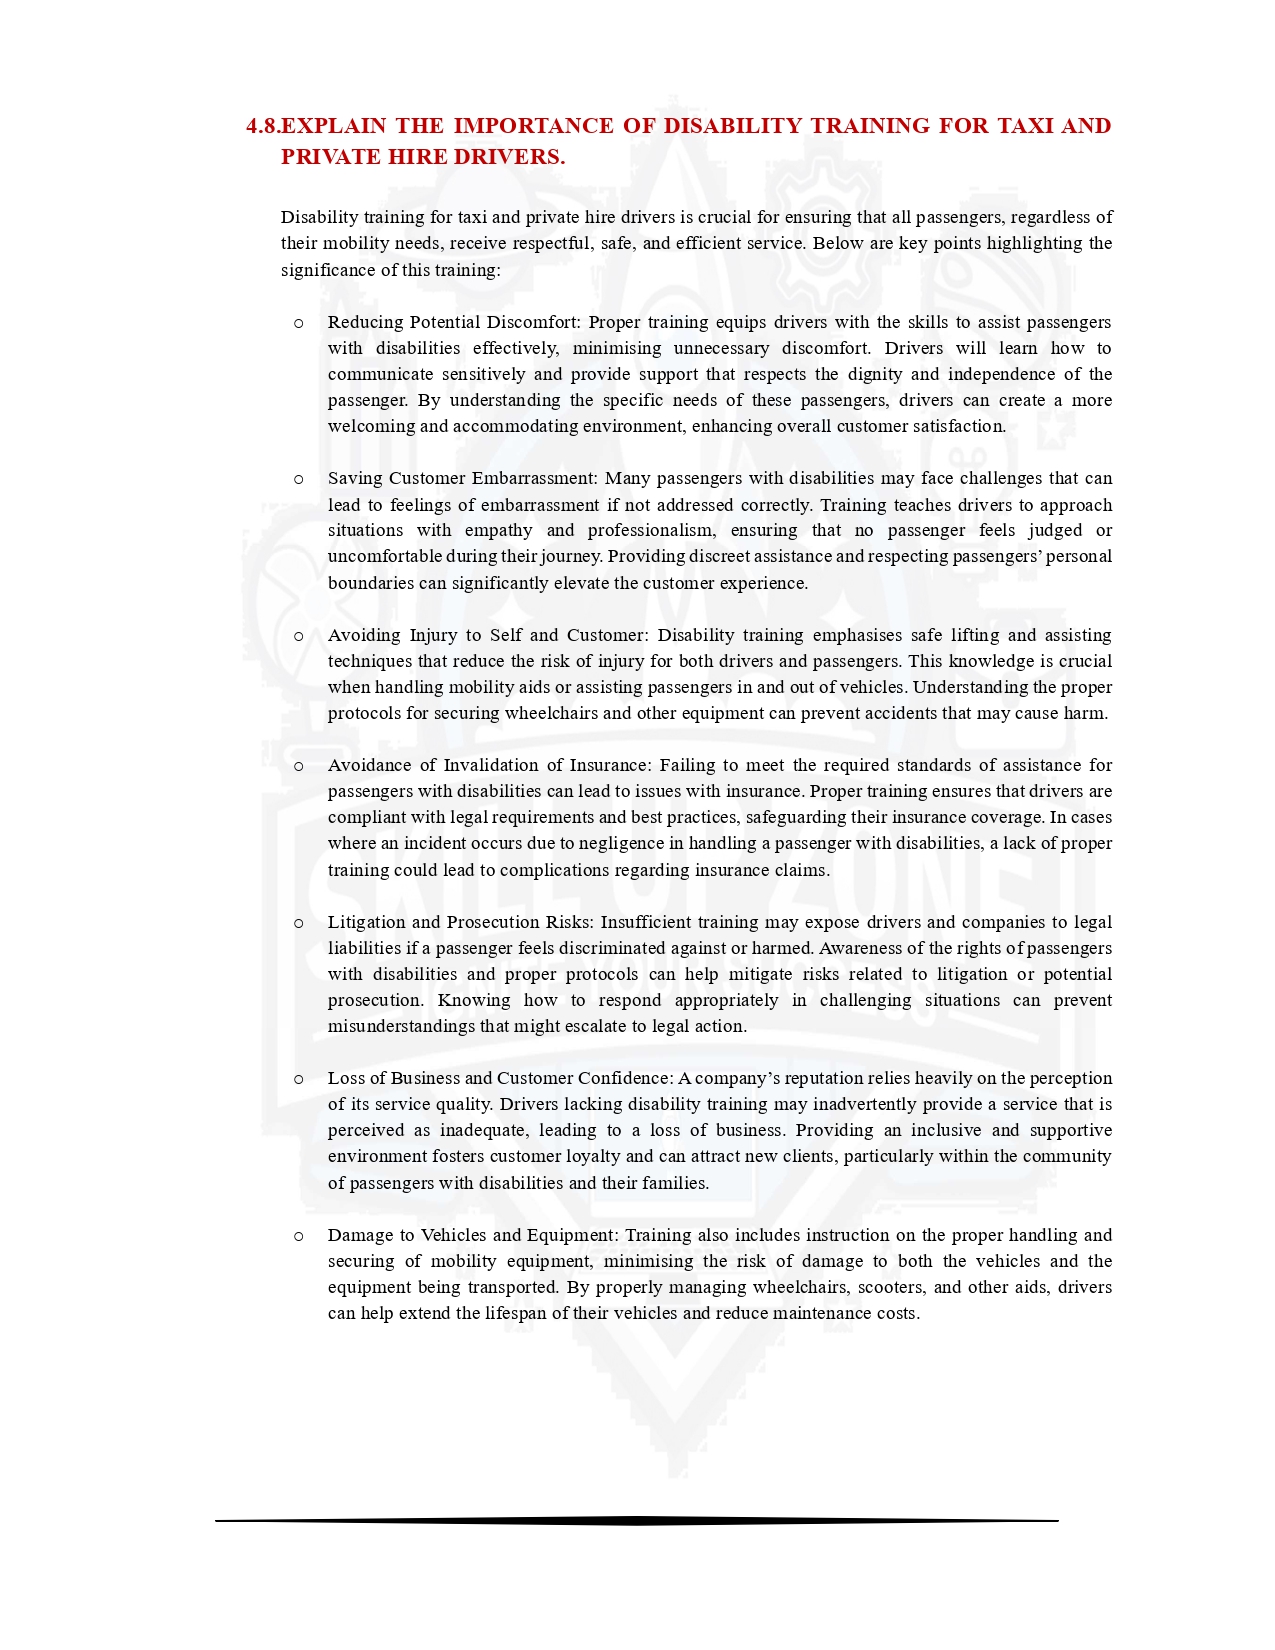 4.8.EXPLAIN THE IMPORTANCE OF DISABILITY TRAINING FOR TAXI AND
PRIVATE HIRE DRIVERS.
Disability training for taxi and private hire drivers is crucial for ensuring that all passengers, regardless of
their mobility needs, receive respectful, safe, and efficient service. Below are key points highlighting the
significance of this training:
o Reducing Potential Discomfort: Proper training equips drivers with the skills to assist passengers
with disabilities effectively, minimising unnecessary discomfort. Drivers will learn how to
communicate sensitively and provide support that respects the dignity and independence of the
passenger. By understanding the specific needs of these passengers, drivers can create a more
welcoming and accommodating environment, enhancing overall customer satisfaction.
o Saving Customer Embarrassment: Many passengers with disabilities may face challenges that can
lead to feelings of embarrassment if not addressed correctly. Training teaches drivers to approach
situations with empathy and professionalism, ensuring that no passenger feels judged or
uncomfortable during their journey. Providing discreet assistance and respecting passengers’ personal
boundaries can significantly elevate the customer experience.
o Avoiding Injury to Self and Customer: Disability training emphasises safe lifting and assisting
techniques that reduce the risk of injury for both drivers and passengers. This knowledge is crucial
when handling mobility aids or assisting passengers in and out of vehicles. Understanding the proper
protocols for securing wheelchairs and other equipment can prevent accidents that may cause harm.
o Avoidance of Invalidation of Insurance: Failing to meet the required standards of assistance for
passengers with disabilities can lead to issues with insurance. Proper training ensures that drivers are
compliant with legal requirements and best practices, safeguarding their insurance coverage. In cases
where an incident occurs due to negligence in handling a passenger with disabilities, a lack of proper
training could lead to complications regarding insurance claims.
o Litigation and Prosecution Risks: Insufficient training may expose drivers and companies to legal
liabilities if a passenger feels discriminated against or harmed. Awareness of the rights of passengers
with disabilities and proper protocols can help mitigate risks related to litigation or potential
prosecution. Knowing how to respond appropriately in challenging situations can prevent
misunderstandings that might escalate to legal action.
o Loss of Business and Customer Confidence: A company’s reputation relies heavily on the perception
of its service quality. Drivers lacking disability training may inadvertently provide a service that is
perceived as inadequate, leading to a loss of business. Providing an inclusive and supportive
environment fosters customer loyalty and can attract new clients, particularly within the community
of passengers with disabilities and their families.
o Damage to Vehicles and Equipment: Training also includes instruction on the proper handling and
securing of mobility equipment, minimising the risk of damage to both the vehicles and the
equipment being transported. By properly managing wheelchairs, scooters, and other aids, drivers
can help extend the lifespan of their vehicles and reduce maintenance costs.
SKILL UP ZONE
IGNITE YOUR SUCCESS